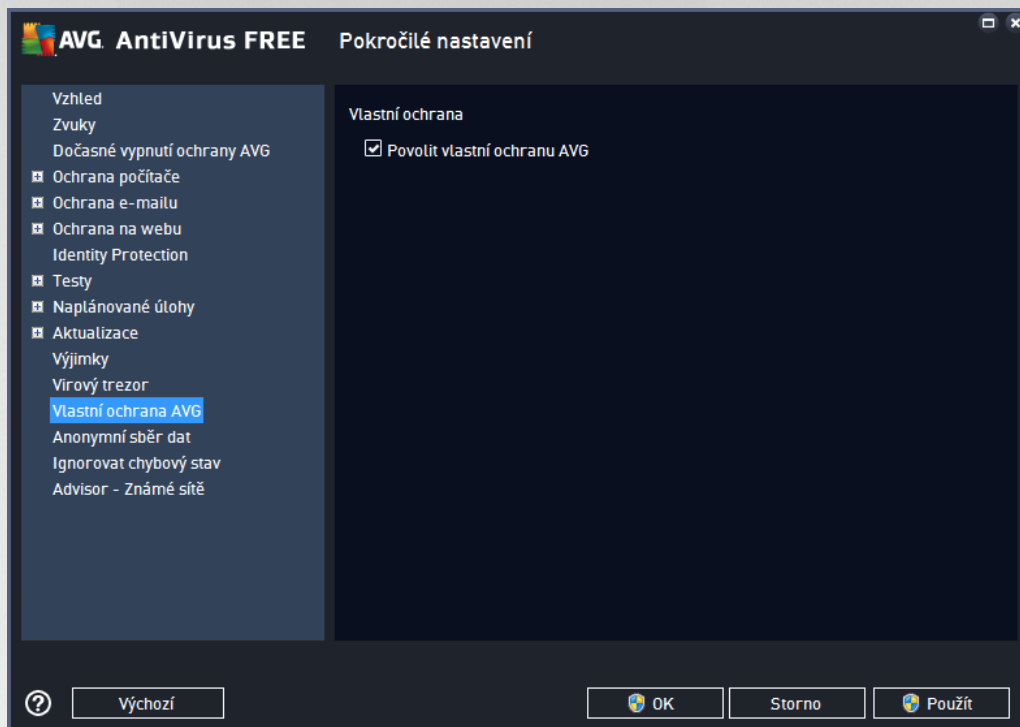 AVG AntiVirus FREE
Pokročilé nastavení
Vzhled
Zvuky
Dočasné vypnutí ochrany AVG
Ochrana počítače
Ochrana e-mailu
Ochrana na webu
Identity Protection
Testy
Naplánované úlohy
Aktualizace
Výjimky
Virový trezor
Vlastní ochrana AVG
Anonymní sběr dat
Ignorovat chybový stav
Advisor - Známé sítě
Vlastní ochrana
Povolit vlastní ochranu AVG
?
Výchozí
OK
Storno
Použít